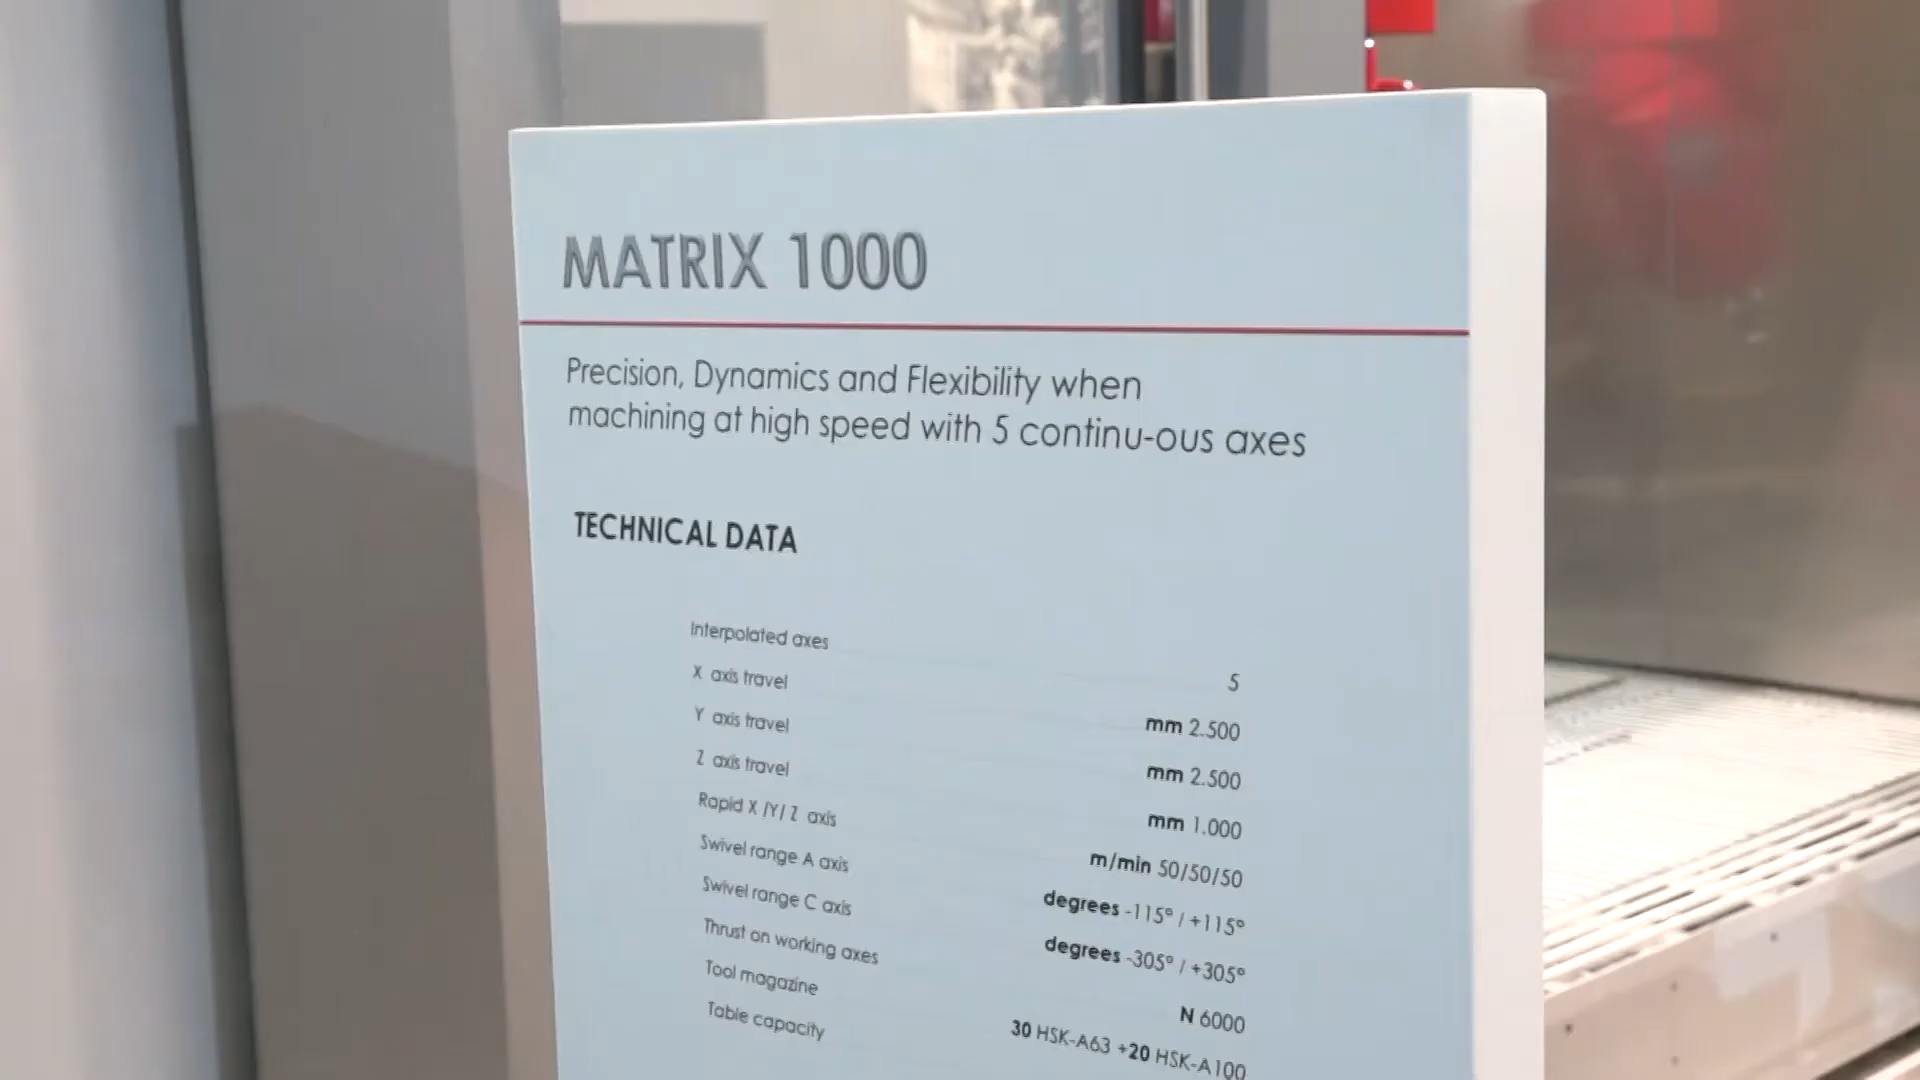 MATRIX 1000
Precision, Dynamics and Flexibility when
machining at high speed with 5 continu-ous axes
TECHNICAL DATA
Interpolated axes 5
X axis travel mm 2.500
Y axis travel mm 2.500
Z axis travel mm 1.000
Rapid X /Y/ Z axis m/min 50/50/50
Swivel range A axis degrees -115° / +115°
Swivel range C axis degrees -305° / +305°
Thrust on working axes N 6000
Tool magazine 30 HSK-A63 +20 HSK-A100
Table capacity